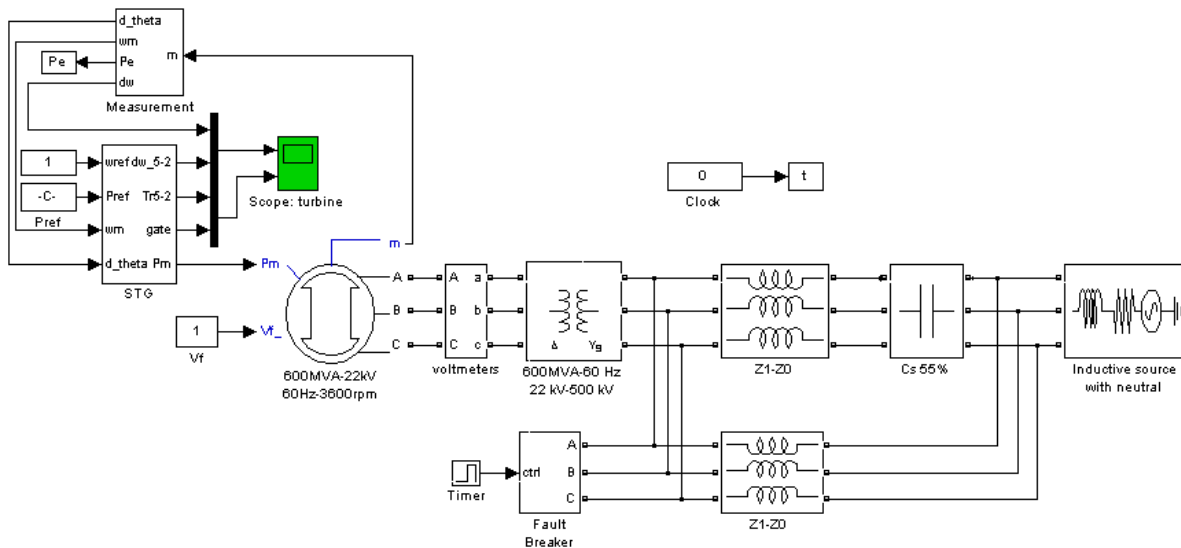 d_theta
wm
Pe
dw
m
Pe
Measurement
1
-C-
Pref
wref
dw_5-2
Pref
Tr5-2
wm
gate
d_theta
Pm
STG
Scope: turbine
0
Clock
t
m
Pm
1
Vf
Vf_
A
B
C
600MVA-22kV
60Hz-3600rpm
A
a
B
b
C
c
voltmeters
Δ
Yg
600MVA-60 Hz
22 kV-500 kV
Z1-Z0
Cs 55%
Inductive source
with neutral
Timer
ctrl
A
B
C
Fault
Breaker
Z1-Z0